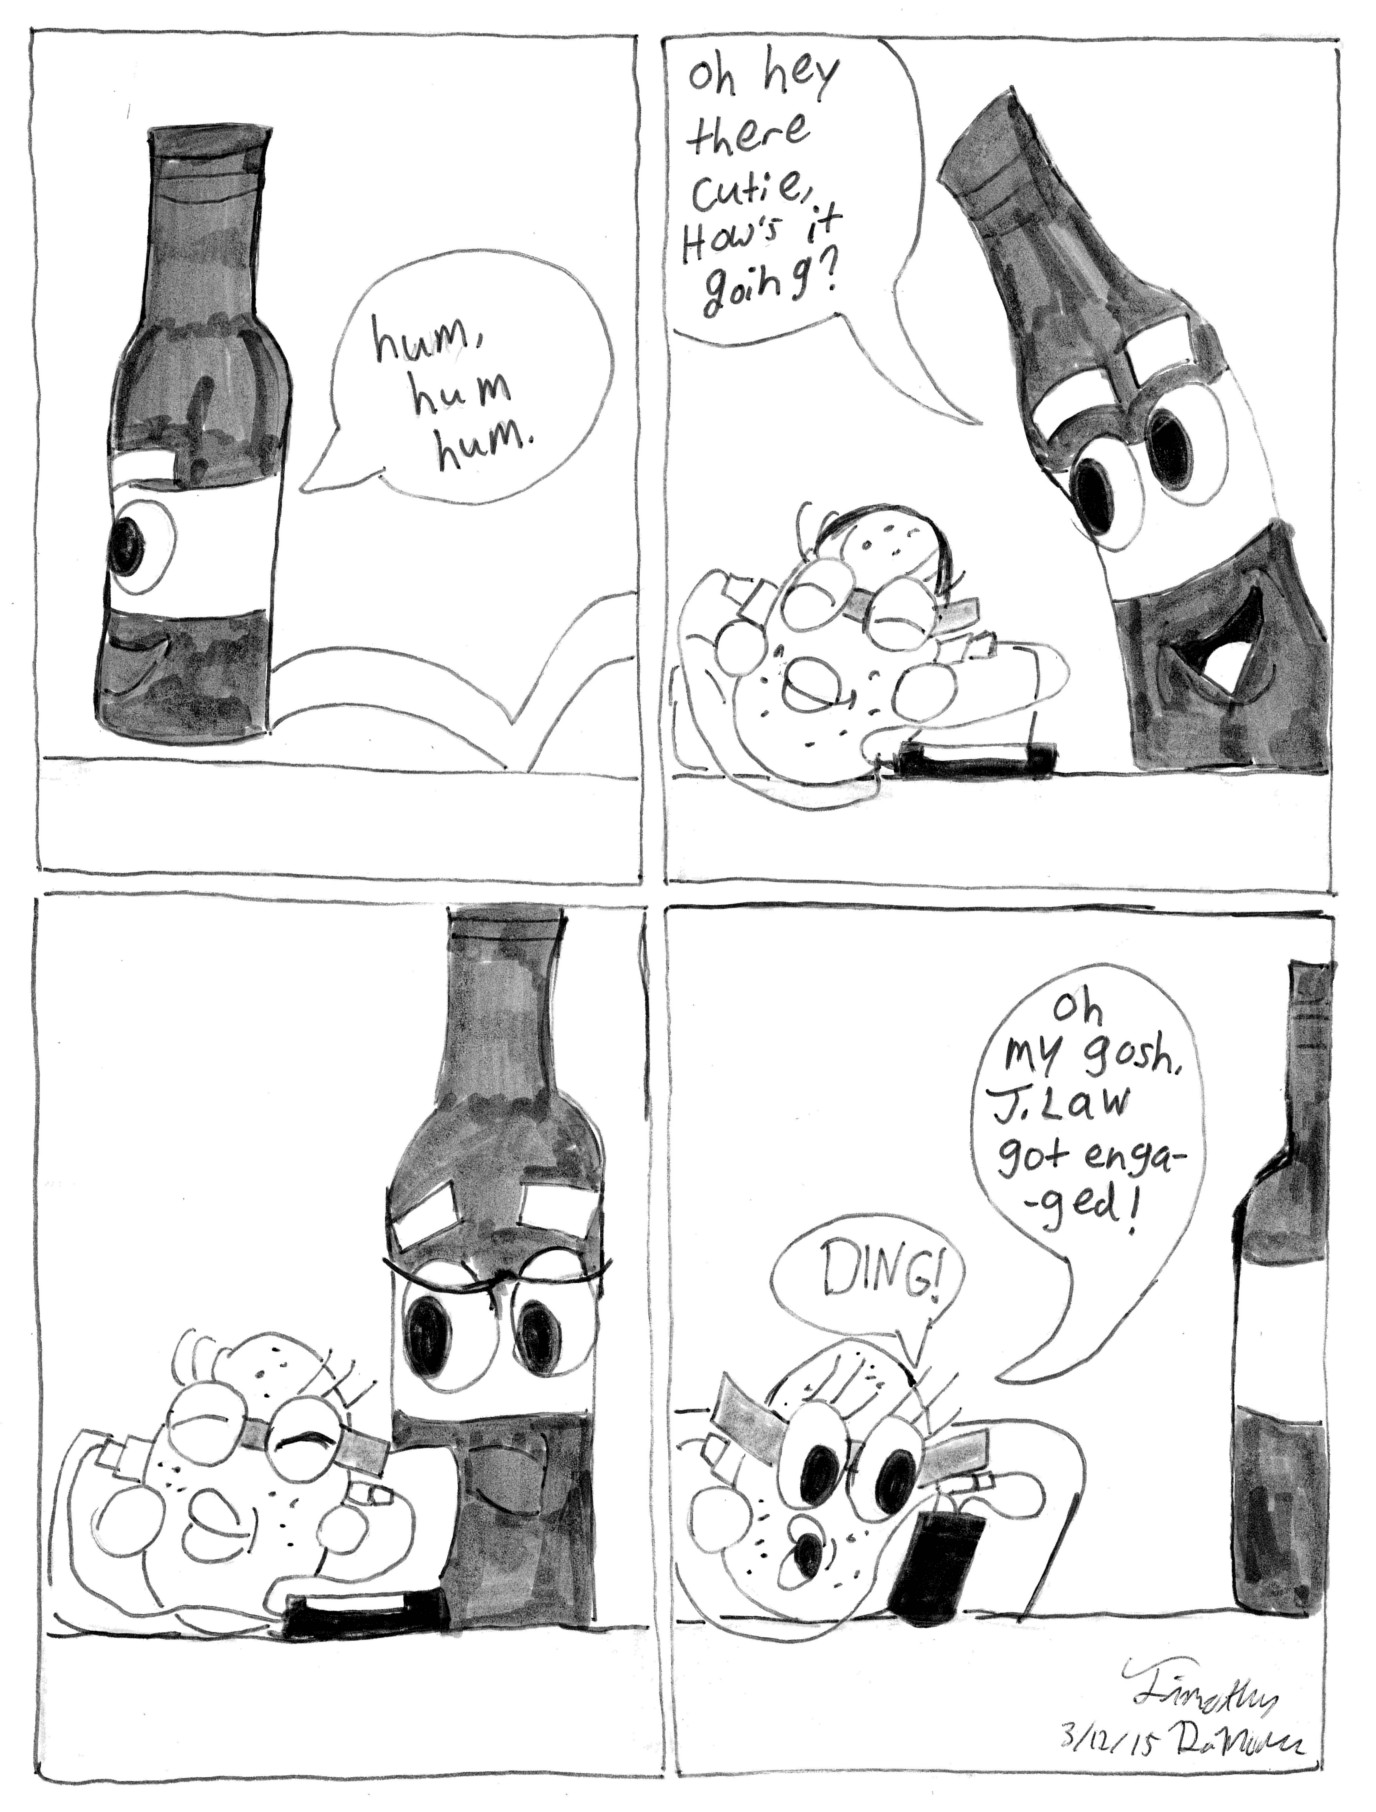 hum,
hum
hum.
Oh hey
there
cutie,
How's it
going?
DING!
Oh
my gosh,
J.Law
got enga-
-ged!
Timothy
3/12/15